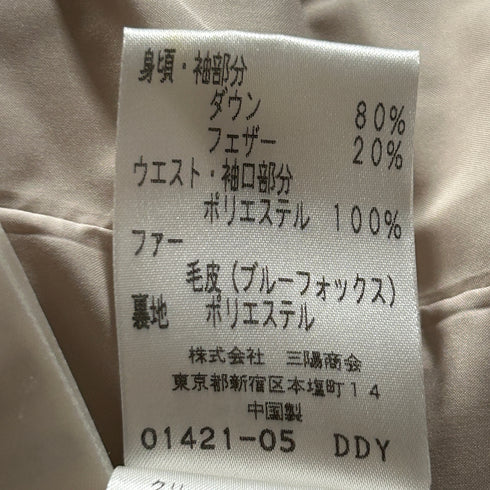 身頃・袖部分
ダウン 80%
フェザー 20%
ウエスト・袖口部分
ポリエステル 100%
ファー
毛皮(ブルーフォックス)
裏地 ポリエステル
株式会社 三陽商会
東京都新宿区本塩町14
中国製
01421-05 DDY